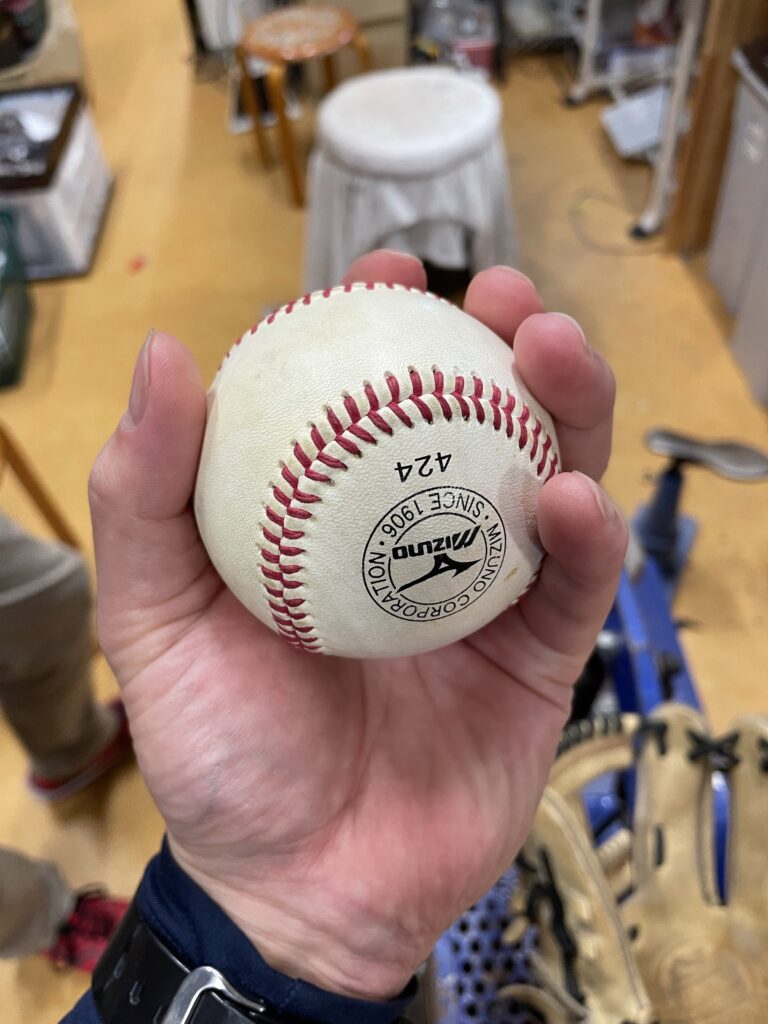 424
MIZUNO CORPORATION · SINCE 1906 ·
MIZUNO